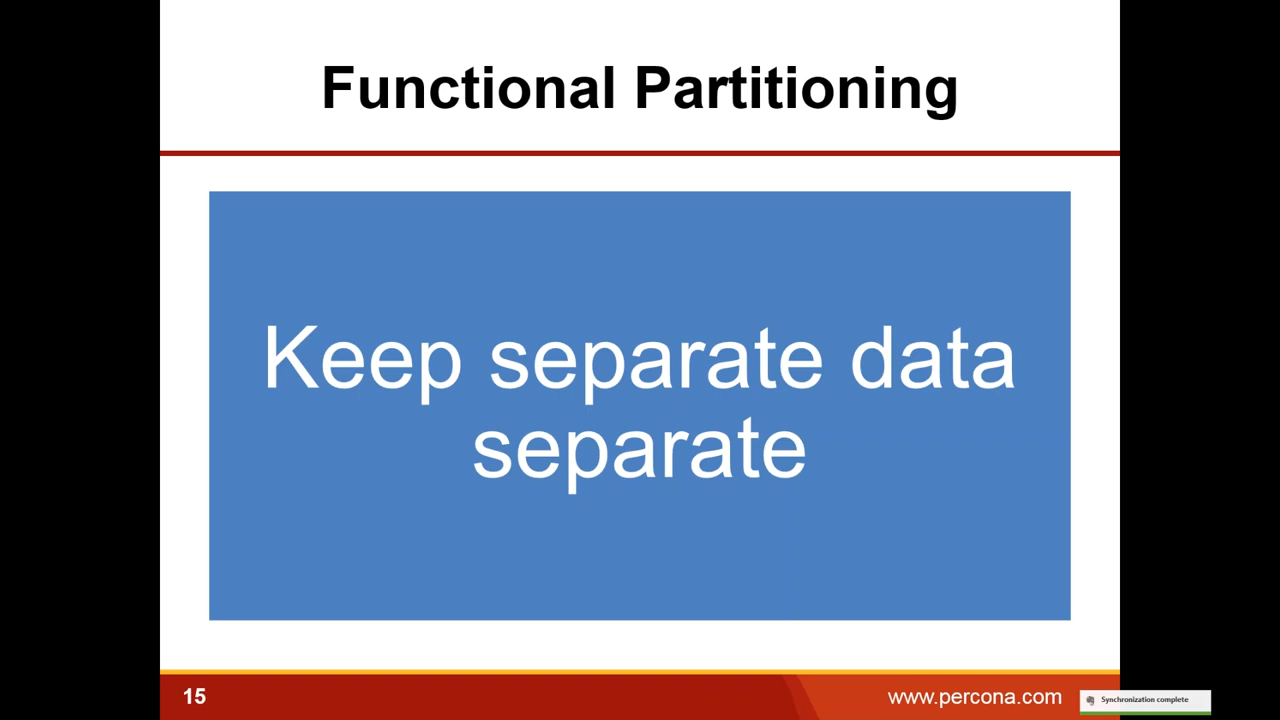 Functional Partitioning
Keep separate data
separate
15
www.percona.com
Synchronization complete